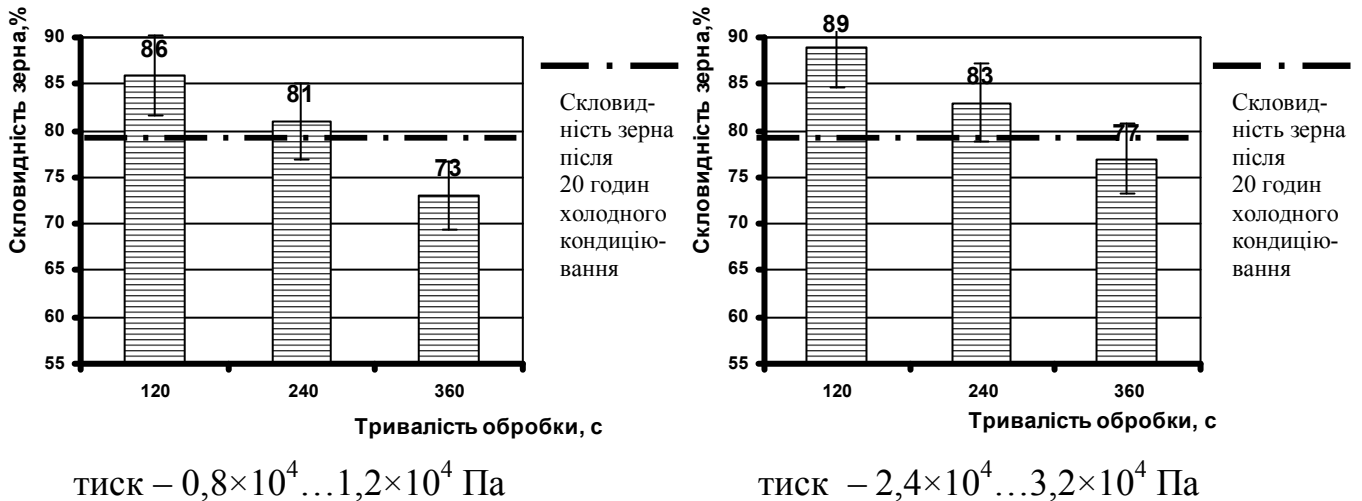 Скловидність зерна,%
90
85
80
75
70
65
60
55
86
81
73
120
240
360
Тривалість обробки, с
Скловид-
ність зерна
після
20 годин
холодного
кондицію-
вання
тиск – 0,8×10⁴…1,2×10⁴ Па
Скловидність зерна,%
90
85
80
75
70
65
60
55
89
83
77
120
240
360
Тривалість обробки, с
Скловид-
ність зерна
після
20 годин
холодного
кондицію-
вання
тиск – 2,4×10⁴…3,2×10⁴ Па